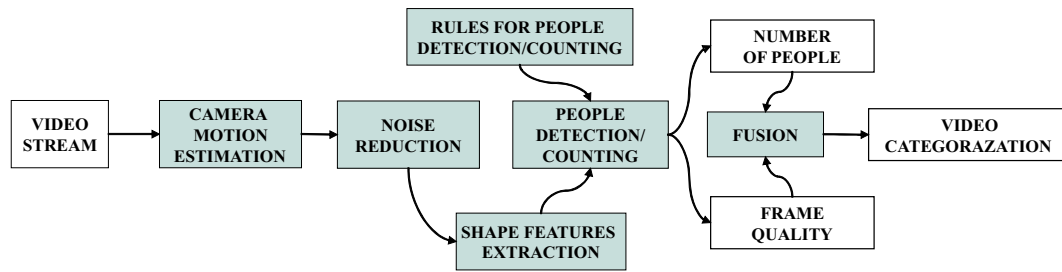 RULES FOR PEOPLE
DETECTION/COUNTING
NUMBER
OF PEOPLE
VIDEO
STREAM
CAMERA
MOTION
ESTIMATION
NOISE
REDUCTION
PEOPLE
DETECTION/
COUNTING
FUSION
VIDEO
CATEGORAZATION
SHAPE FEATURES
EXTRACTION
FRAME
QUALITY